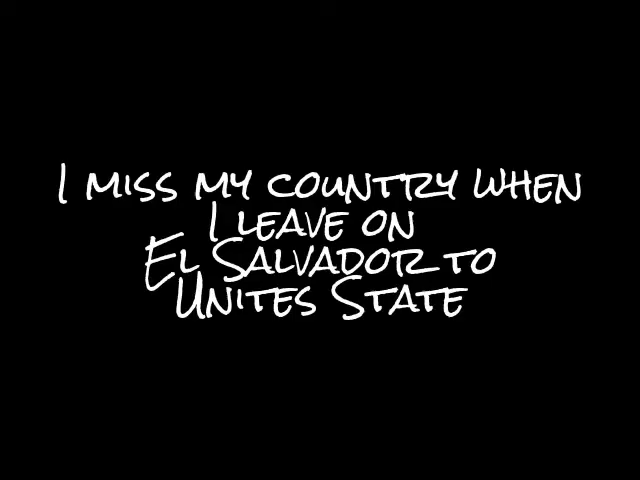 I miss my country when
I leave on
El Salvador to
Unites State